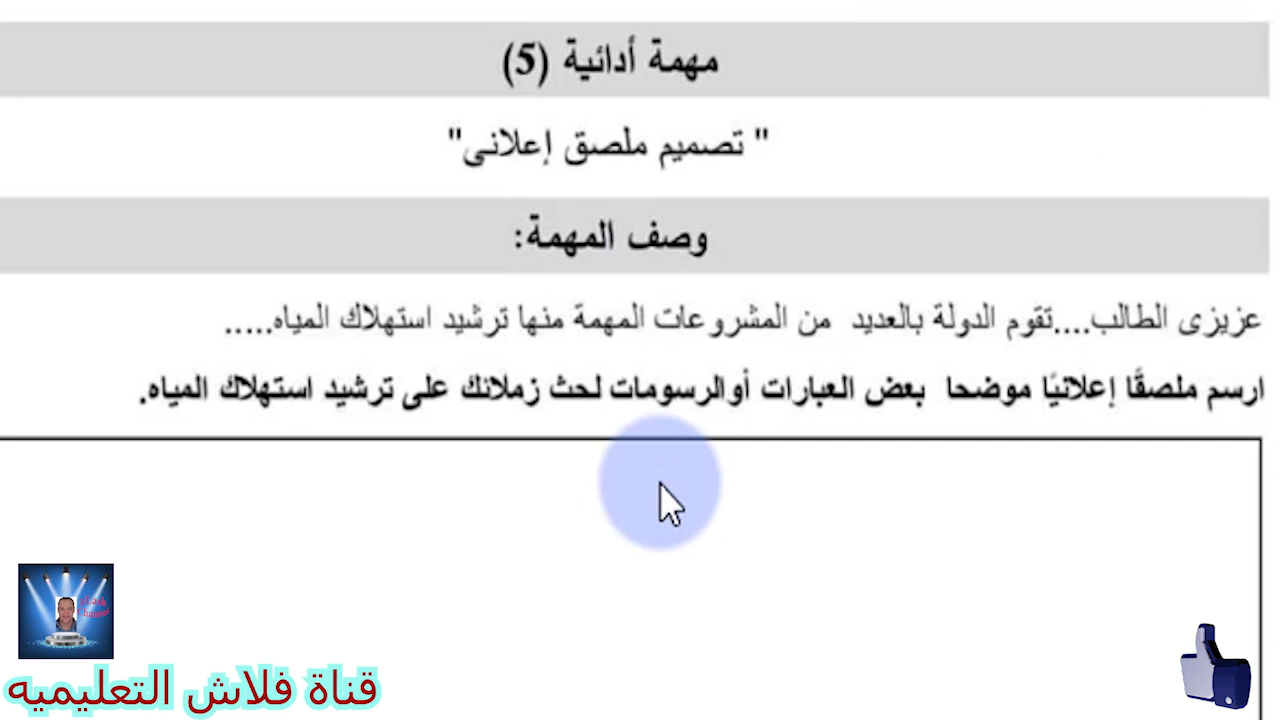 مهمة أدائية (5)
" تصميم ملصق إعلانى"
وصف المهمة:
عزيزى الطالب....تقوم الدولة بالعديد من المشروعات المهمة منها ترشيد استهلاك المياه.....
ارسم ملصقًا إعلانيًا موضحا بعض العبارات أوالرسومات لحث زملائك على ترشيد استهلاك المياه.
قناة فلاش التعليميه